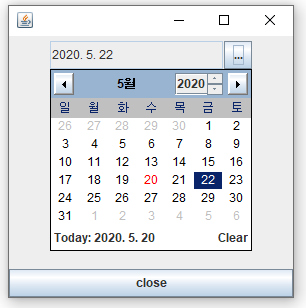 2020. 5. 22 ...
5월 2020
일 월 화 수 목 금 토
26 27 28 29 30 1 2
3 4 5 6 7 8 9
10 11 12 13 14 15 16
17 18 19 20 21 22 23
24 25 26 27 28 29 30
31 1 2 3 4 5 6
Today: 2020. 5. 20 Clear
close